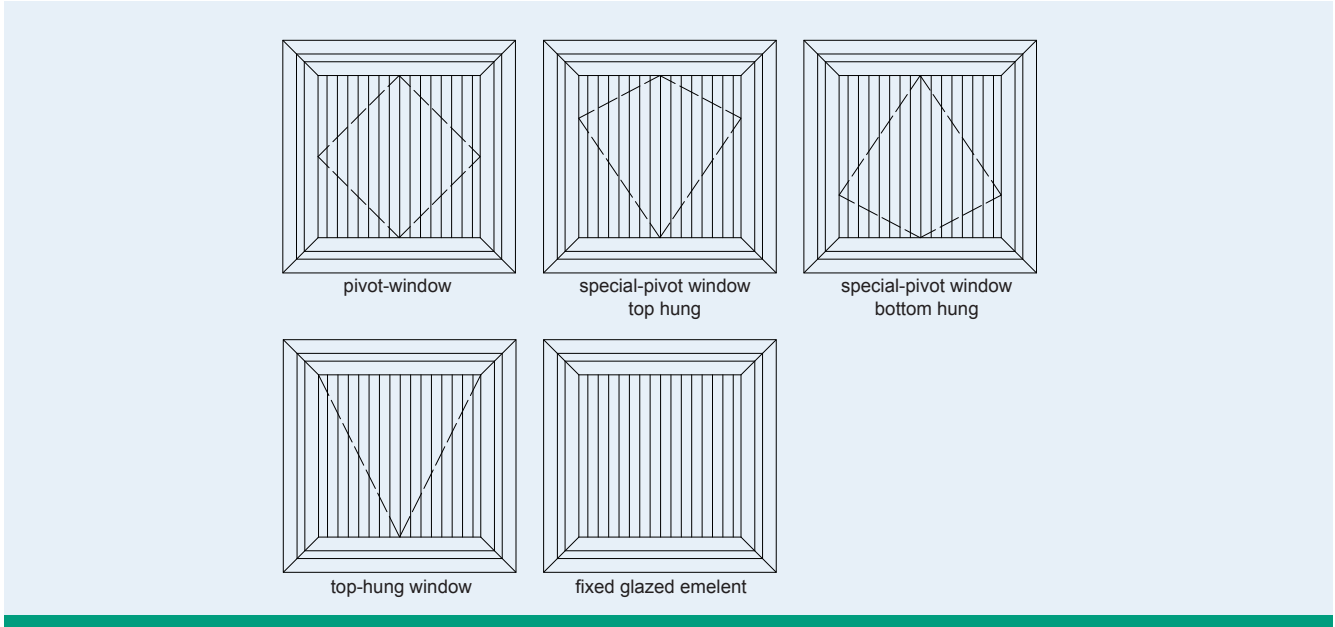 pivot-window
special-pivot window
top hung
special-pivot window
bottom hung
top-hung window
fixed glazed emelent